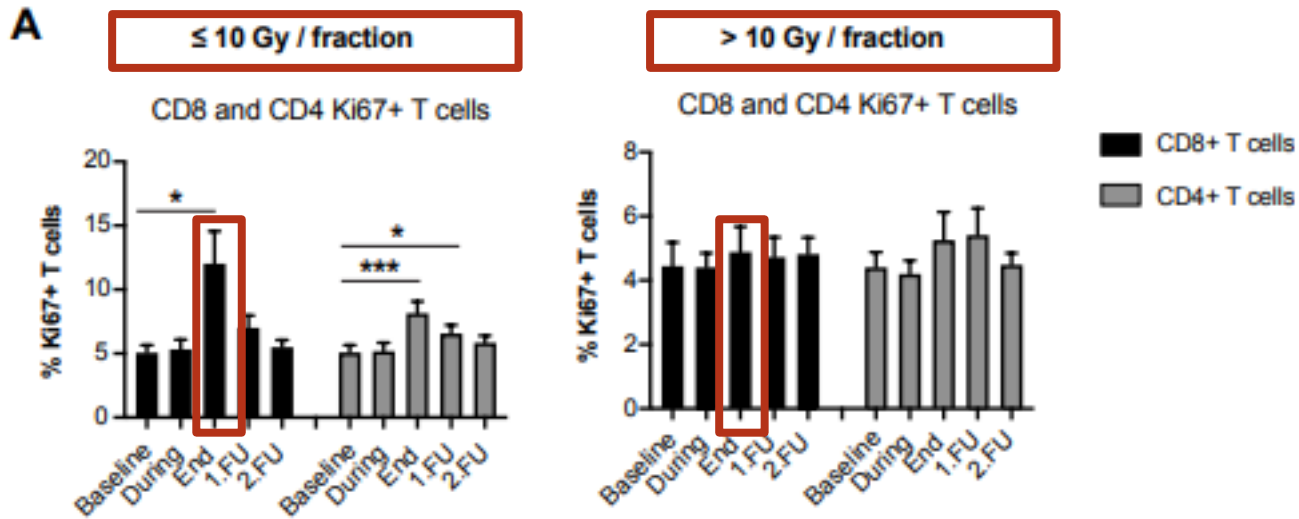 A
≤ 10 Gy / fraction
> 10 Gy / fraction
CD8 and CD4 Ki67+ T cells
CD8 and CD4 Ki67+ T cells
CD8+ T cells
CD4+ T cells
% Ki67+ T cells
20
15
10
5
0
*
*
***
Baseline
During
End
1.FU
2.FU
Baseline
During
End
1.FU
2.FU
% Ki67+ T cells
8
6
4
2
0
Baseline
During
End
1.FU
2.FU
Baseline
During
End
1.FU
2.FU